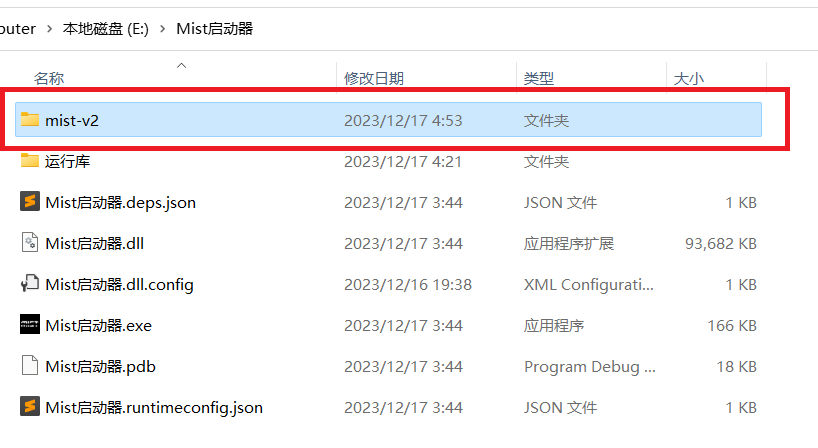 outer > 本地磁盘 (E:) > Mist启动器
名称 修改日期 类型 大小
mist-v2 2023/12/17 4:53 文件夹
运行库 2023/12/17 4:21 文件夹
Mist启动器.deps.json 2023/12/17 3:44 JSON 文件 1 KB
Mist启动器.dll 2023/12/17 3:44 应用程序扩展 93,682 KB
Mist启动器.dll.config 2023/12/16 19:38 XML Configurati... 1 KB
Mist启动器.exe 2023/12/17 3:44 应用程序 166 KB
Mist启动器.pdb 2023/12/17 3:44 Program Debug ... 18 KB
Mist启动器.runtimeconfig.json 2023/12/17 3:44 JSON 文件 1 KB